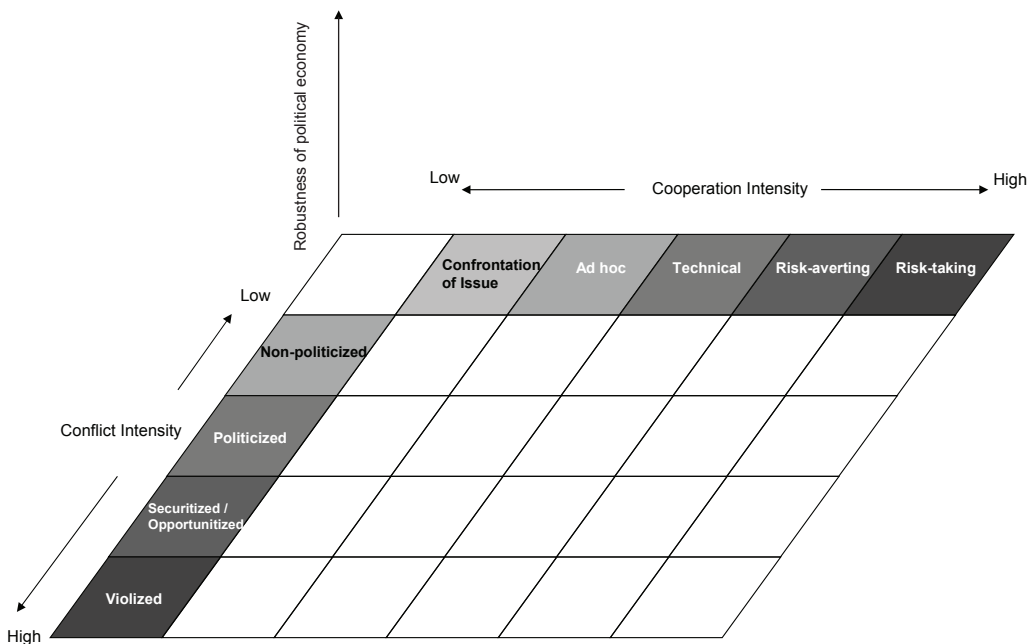 Robustness of political economy
Low
Cooperation Intensity
High
Confrontation
of Issue
Ad hoc
Technical
Risk-averting
Risk-taking
Low
Non-politicized
Conflict Intensity
Politicized
Securitized /
Opportunitized
Violized
High